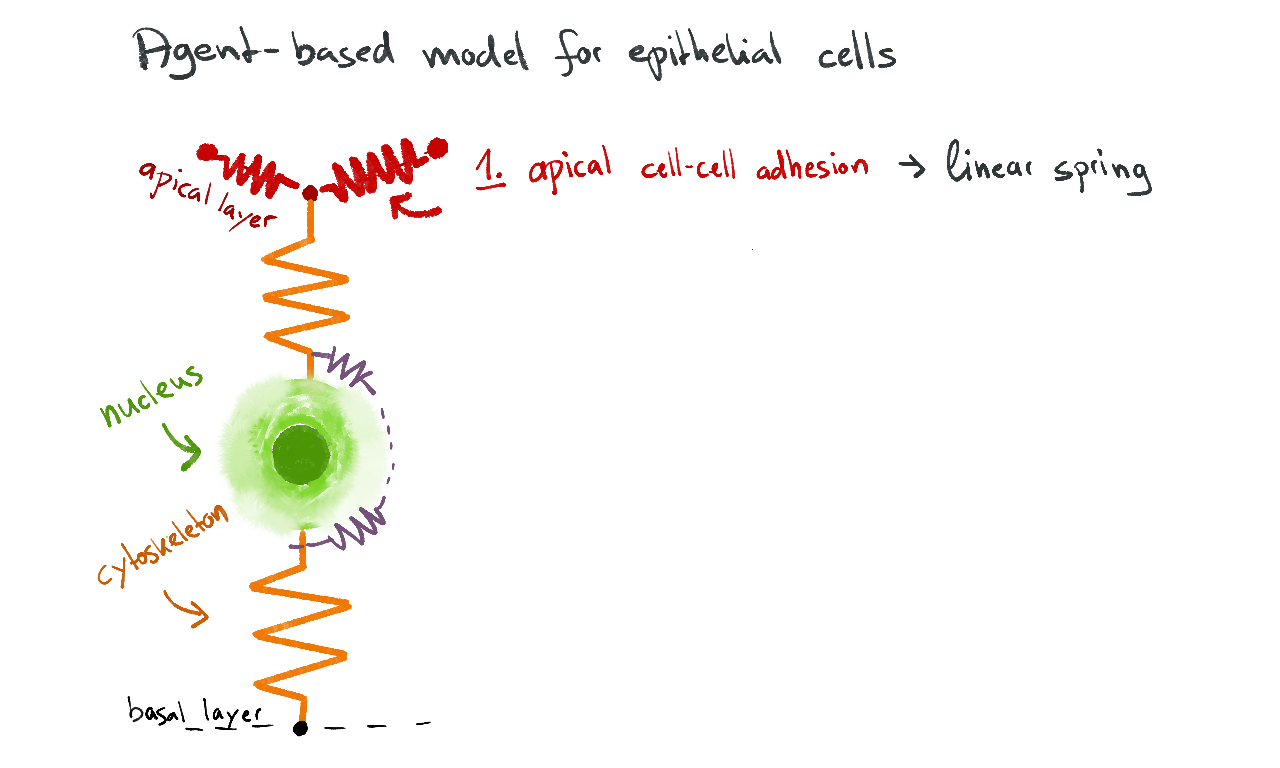 Agent-based model for epithelial cells
1. apical cell-cell adhesion → linear spring
apical layer
nucleus
cytoskeleton
basal layer